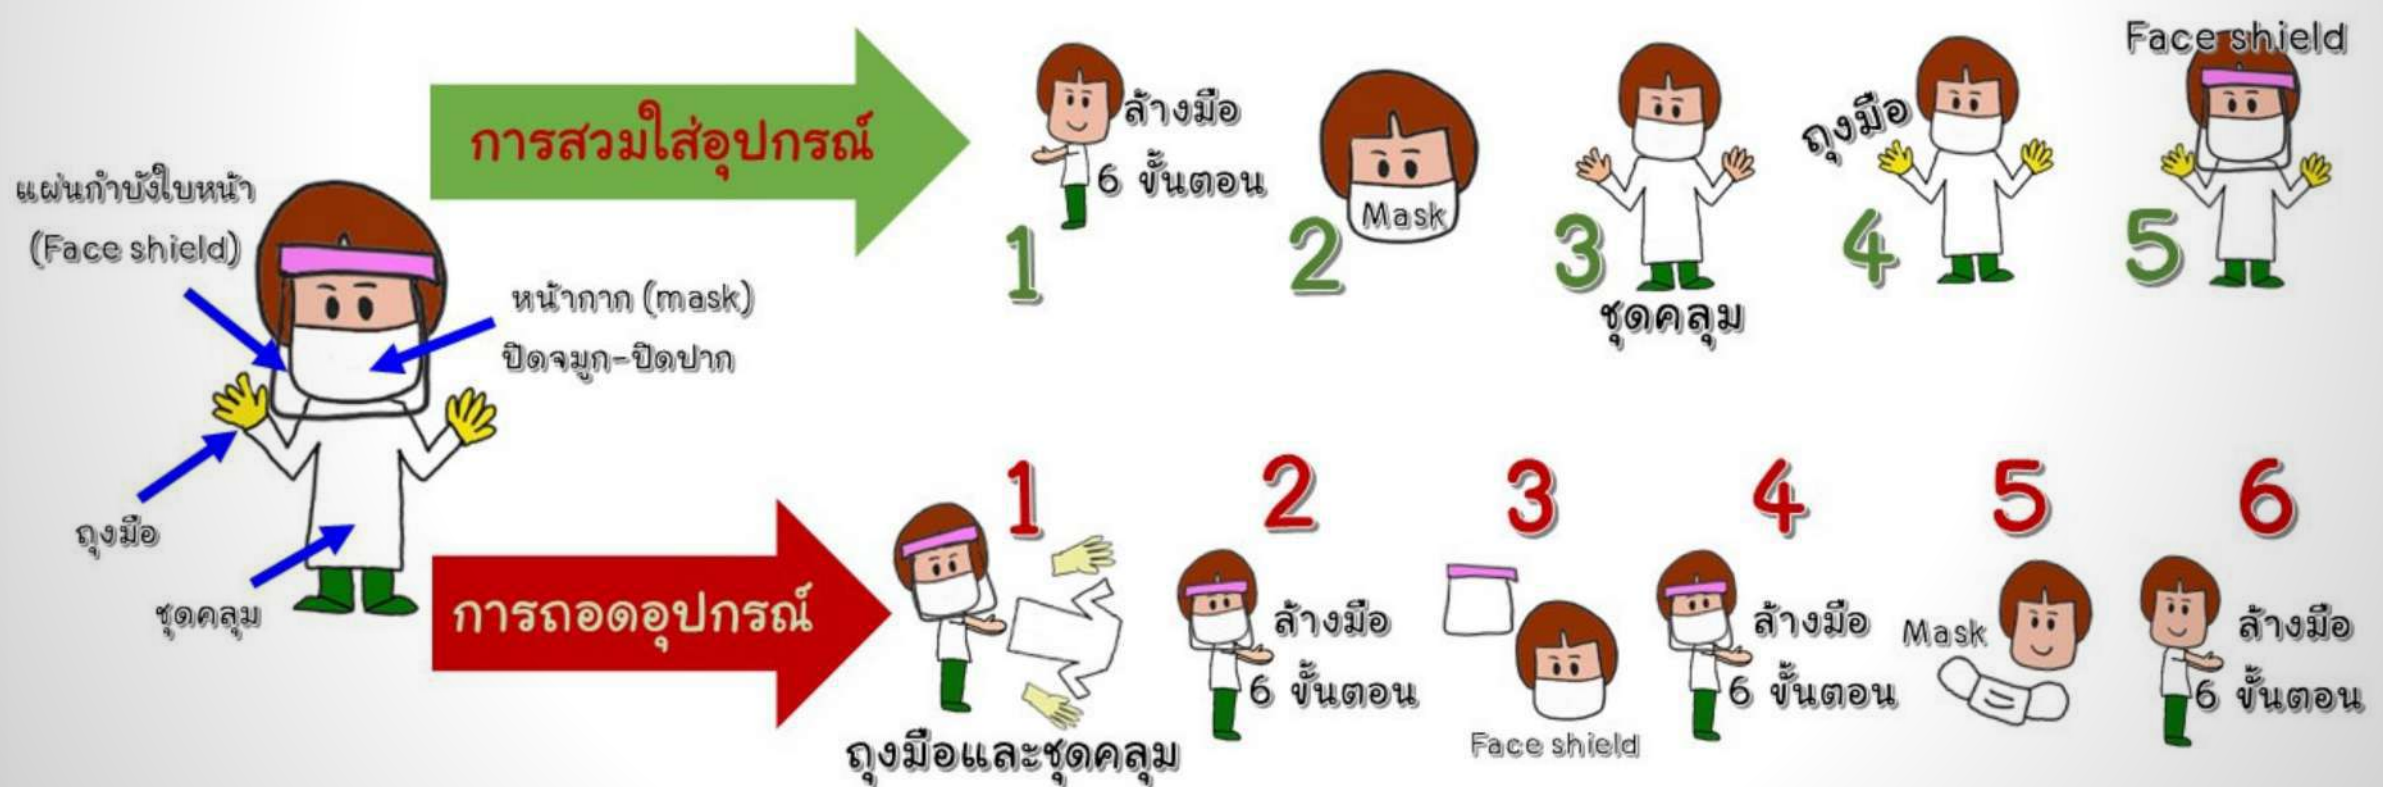 แผ่นกำบังใบหน้า
(Face shield)
หน้ากาก (mask)
ปิดจมูก-ปิดปาก
ถุงมือ
ชุดคลุม
การสวมใส่อุปกรณ์
1
ล้างมือ
6 ขั้นตอน
2
Mask
3
ชุดคลุม
4
ถุงมือ
5
Face shield
การถอดอุปกรณ์
1
ถุงมือและชุดคลุม
2
ล้างมือ
6 ขั้นตอน
3
Face shield
4
ล้างมือ
6 ขั้นตอน
5
Mask
6
ล้างมือ
6 ขั้นตอน